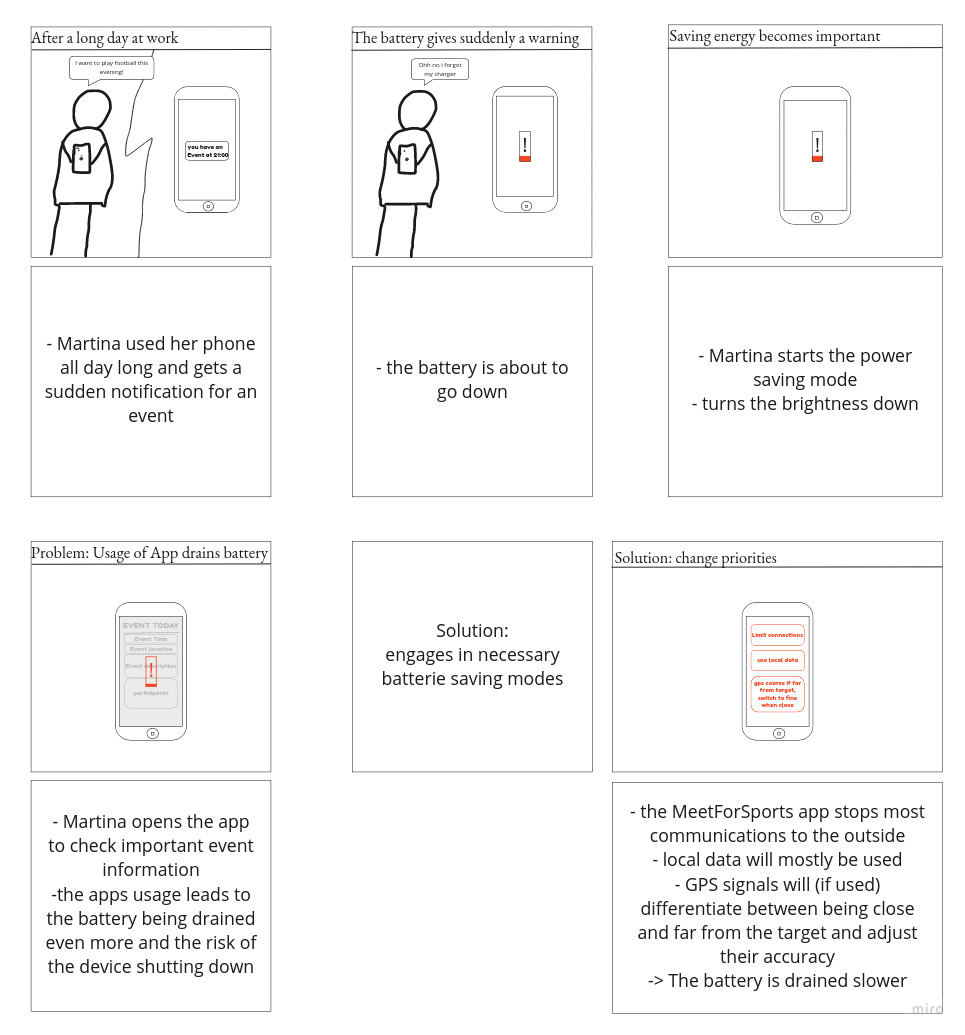 After a long day at work
I want to play football this
evening!
you have an
Event at 21:00
- Martina used her phone
all day long and gets a
sudden notification for an
event
The battery gives suddenly a warning
Ohh no i forgot
my charger
!
- the battery is about to
go down
Saving energy becomes important
!
- Martina starts the power
saving mode
- turns the brightness down
Problem: Usage of App drains battery
EVENT TODAY
Event Time
Event location
Event description
!
participants
- Martina opens the app
to check important event
information
-the apps usage leads to
the battery being drained
even more and the risk of
the device shutting down
Solution:
engages in necessary
batterie saving modes
Solution: change priorities
Limit connections
use local data
gps coarse if far
from target,
switch to fine
when close
- the MeetForSports app stops most
communications to the outside
- local data will mostly be used
- GPS signals will (if used)
differentiate between being close
and far from the target and adjust
their accuracy
-> The battery is drained slower
miro